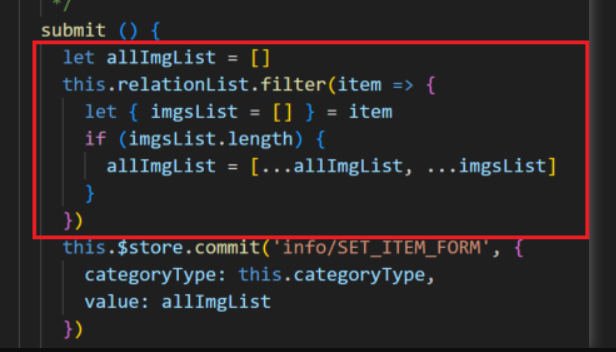 */
submit () {
let allImgList = []
this.relationList.filter(item => {
let { imgsList = [] } = item
if (imgsList.length) {
allImgList = [...allImgList, ...imgsList]
}
})
this.$store.commit('info/SET_ITEM_FORM', {
categoryType: this.categoryType,
value: allImgList
})